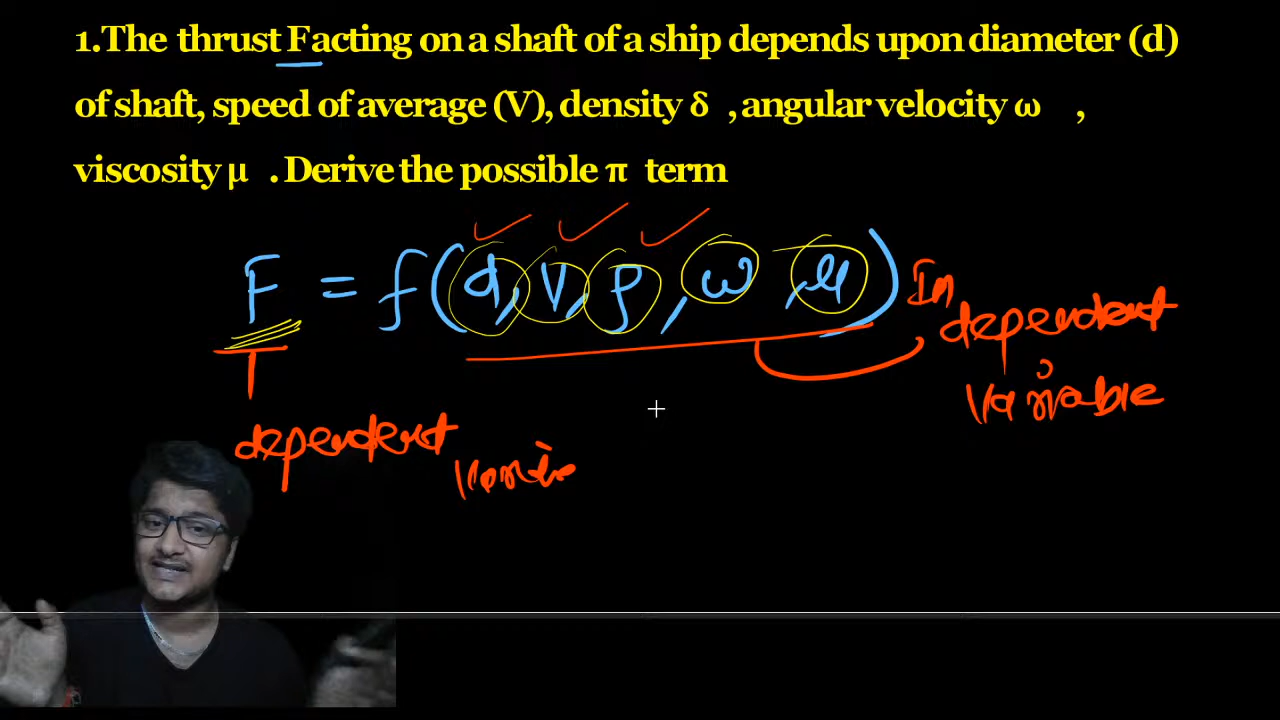 1.The thrust Facting on a shaft of a ship depends upon diameter (d)
of shaft, speed of average (V), density δ , angular velocity ω ,
viscosity μ . Derive the possible π term
F = f(d, V, ρ, ω, μ)
In
dependent
variable
dependent